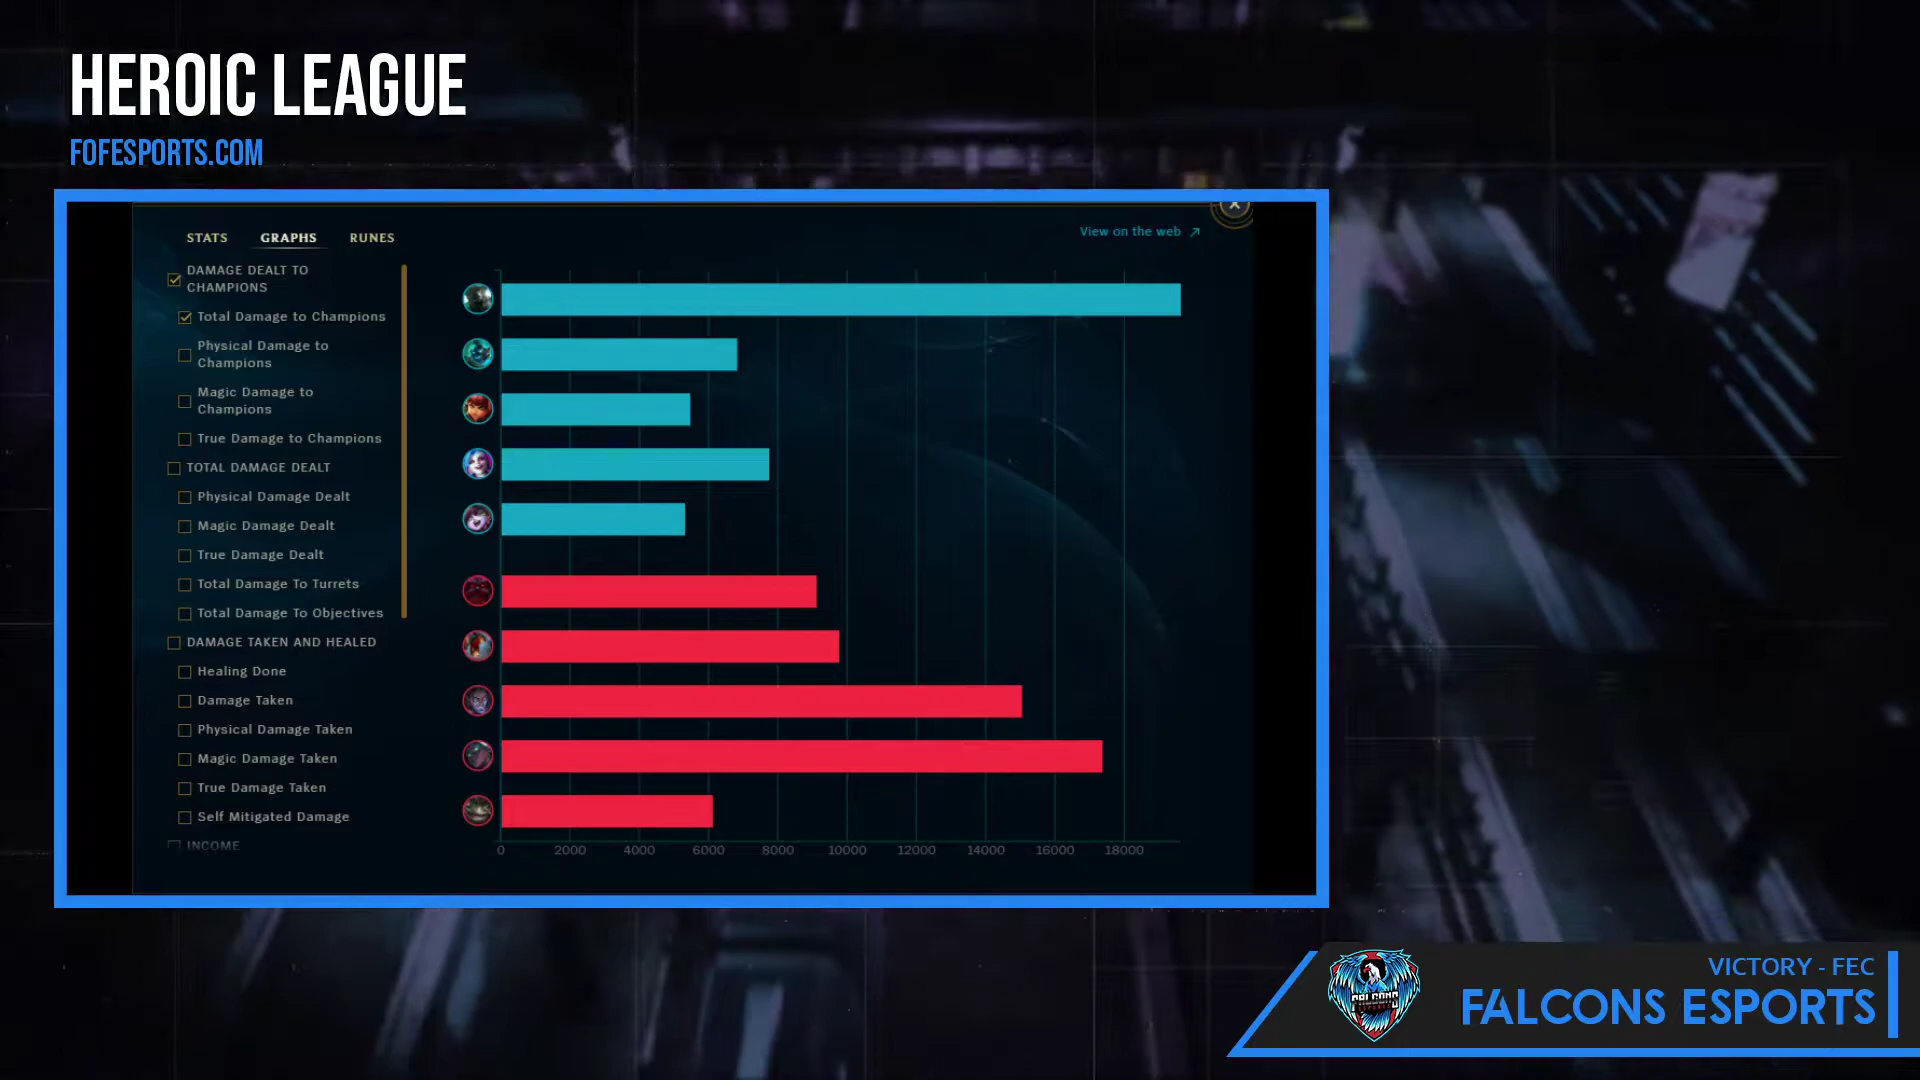 HEROIC LEAGUE
FOFESPORTS.COM
STATS GRAPHS RUNES
View on the web
DAMAGE DEALT TO
CHAMPIONS
Total Damage to Champions
Physical Damage to
Champions
Magic Damage to
Champions
True Damage to Champions
TOTAL DAMAGE DEALT
Physical Damage Dealt
Magic Damage Dealt
True Damage Dealt
Total Damage To Turrets
Total Damage To Objectives
DAMAGE TAKEN AND HEALED
Healing Done
Damage Taken
Physical Damage Taken
Magic Damage Taken
True Damage Taken
Self Mitigated Damage
INCOME
0 2000 4000 6000 8000 10000 12000 14000 16000 18000
FALCONS
VICTORY - FEC
FALCONS ESPORTS